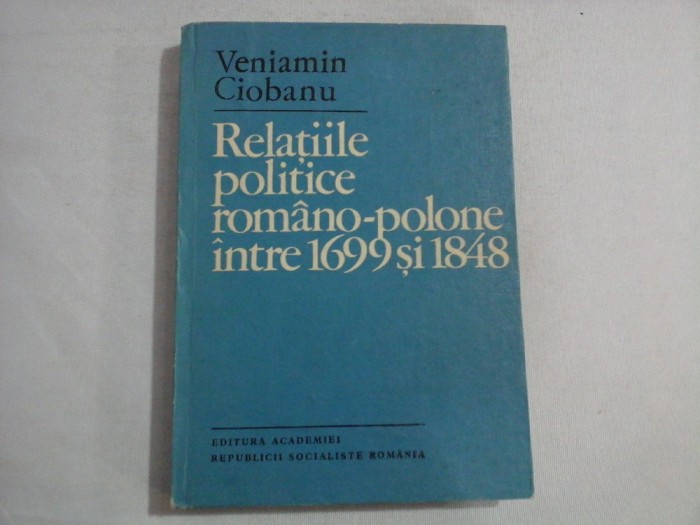 Veniamin
Ciobanu
Relațiile
politice
româno-polone
între 1699 și 1848
EDITURA ACADEMIEI
REPUBLICII SOCIALISTE ROMÂNIA